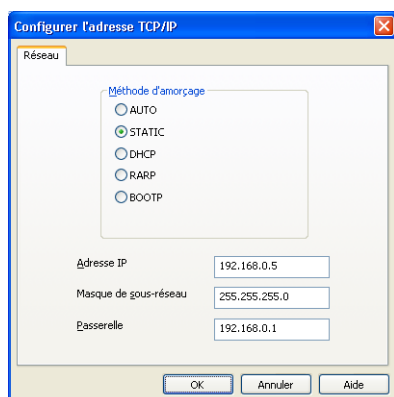 Configurer l'adresse TCP/IP
Réseau
Méthode d'amorçage
AUTO
STATIC
DHCP
RARP
BOOTP
Adresse IP 192.168.0.5
Masque de sous-réseau 255.255.255.0
Passerelle 192.168.0.1
OK Annuler Aide